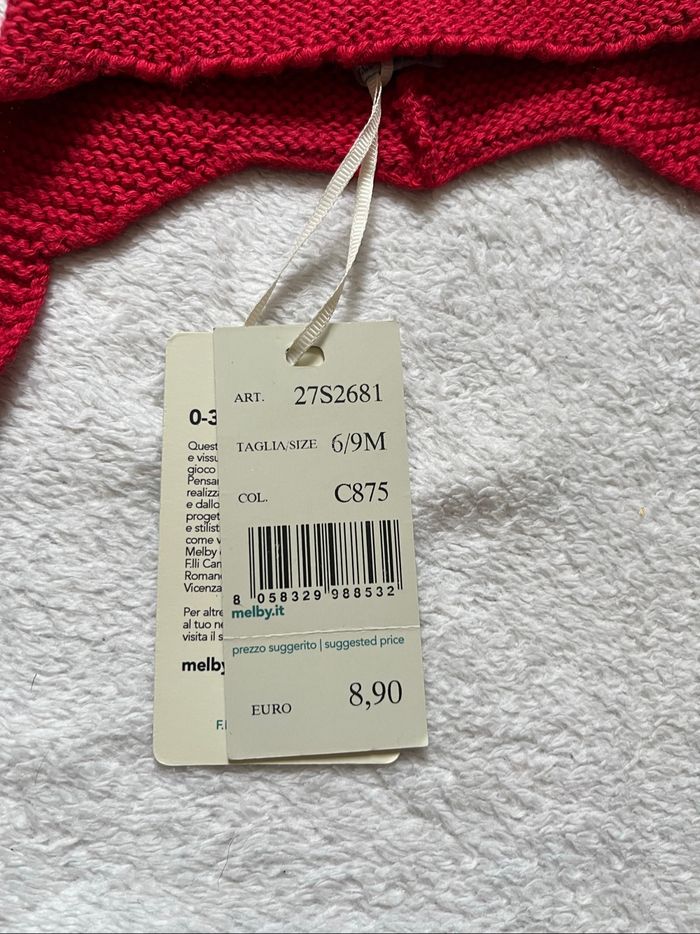 ART. 27S2681
TAGLIA/SIZE 6/9M
COL. C875
8 058329 988532
melby.it
prezzo suggerito | suggested price
EURO 8,90
0-3
Quest
e vissu
gioco
Pensar
realizz
e dallo
proget
e stilist
come v
Melby
F.lli Can
Roman
Vicenza
Per altre
al tuo ne
visita il s
melby
F.l